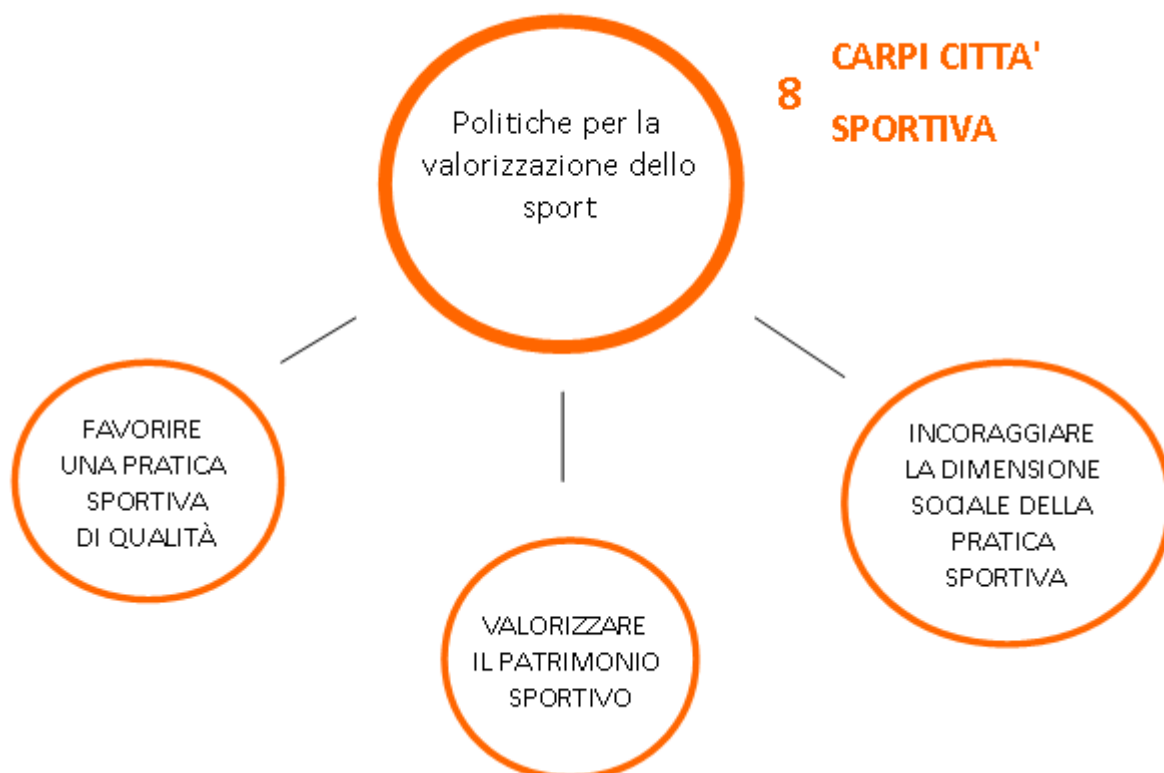 8 CARPI CITTA'
SPORTIVA
Politiche per la
valorizzazione dello
sport
FAVORIRE
UNA PRATICA
SPORTIVA
DI QUALITÀ
VALORIZZARE
IL PATRIMONIO
SPORTIVO
INCORAGGIARE
LA DIMENSIONE
SOCIALE DELLA
PRATICA
SPORTIVA